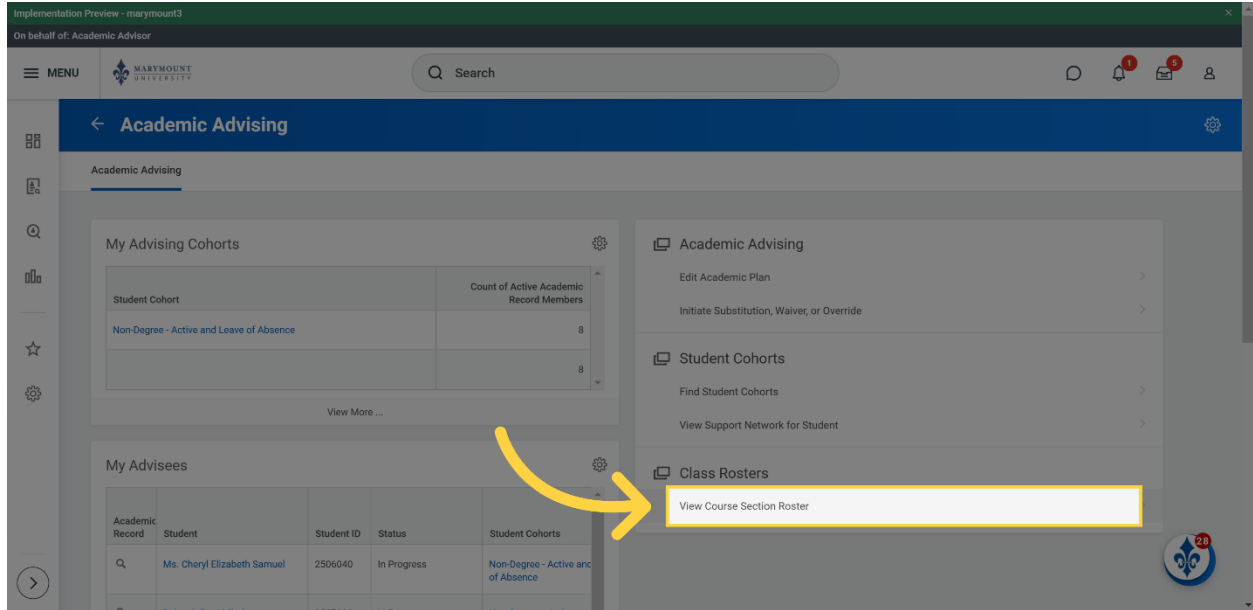 Implementation Preview - marymount3
On behalf of: Academic Advisor
MENU
MARYMOUNT
UNIVERSITY
Search
1
5
Academic Advising
Academic Advising
My Advising Cohorts
Student Cohort
Count of Active Academic
Record Members
Non-Degree - Active and Leave of Absence
8
8
View More ...
My Advisees
Academic
Record
Student
Student ID
Status
Student Cohorts
Ms. Cheryl Elizabeth Samuel
2506040
In Progress
Non-Degree - Active and
of Absence
Academic Advising
Edit Academic Plan
Initiate Substitution, Waiver, or Override
Student Cohorts
Find Student Cohorts
View Support Network for Student
Class Rosters
View Course Section Roster
28